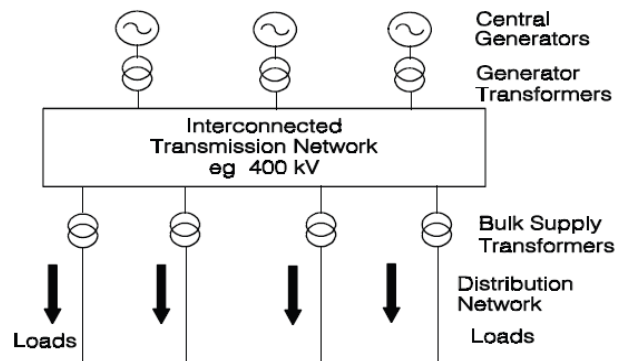 Central
Generators
Generator
Transformers
Interconnected
Transmission Network
eg 400 kV
Bulk Supply
Transformers
Distribution
Network
Loads
Loads